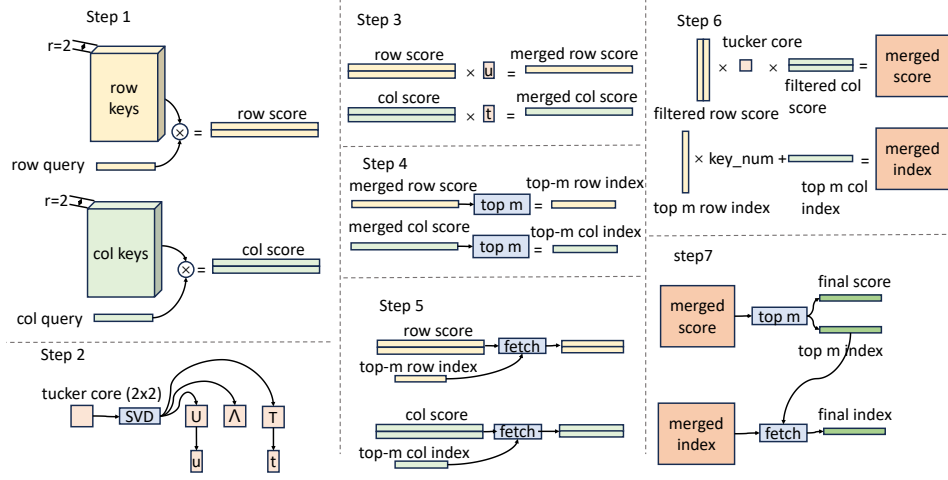 Step 1
r=2
row
keys
×
=
row score
row query
r=2
col keys
×
=
col score
col query
Step 2
tucker core (2x2)
SVD
U
Λ
T
u
t
Step 3
row score
× u =
merged row score
col score
× t =
merged col score
Step 4
merged row score
top m
=
top-m row index
merged col score
top m
=
top-m col index
Step 5
row score
fetch
top-m row index
col score
fetch
top-m col index
Step 6
tucker core
× × =
merged
score
filtered col
score
filtered row score
× key_num + =
merged
index
top m row index
top m col
index
step7
merged
score
top m
final score
top m index
merged
index
fetch
final index